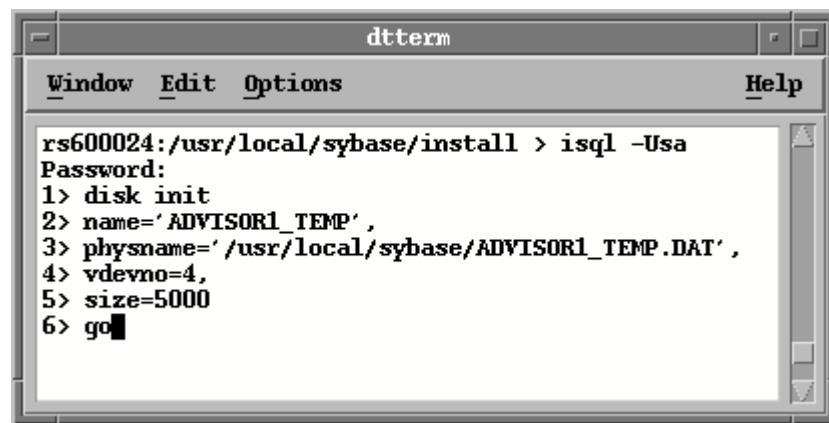 dtterm
Window Edit Options Help
rs600024:/usr/local/sybase/install > isql -Usa
Password:
1> disk init
2> name='ADVISOR1_TEMP',
3> physname='/usr/local/sybase/ADVISOR1_TEMP.DAT',
4> vdevno=4,
5> size=5000
6> go